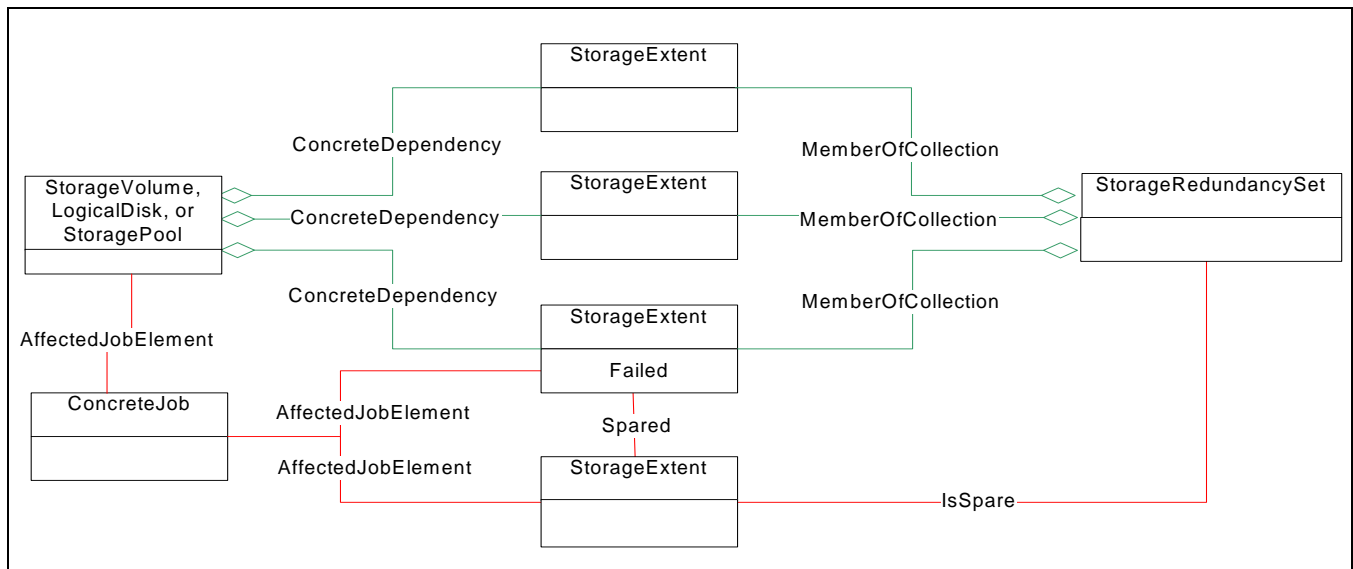 StorageExtent
ConcreteDependency
MemberOfCollection
StorageVolume,
LogicalDisk, or
StoragePool
StorageExtent
StorageRedundancySet
ConcreteDependency
MemberOfCollection
ConcreteDependency
MemberOfCollection
StorageExtent
AffectedJobElement
Failed
ConcreteJob
AffectedJobElement
Spared
AffectedJobElement
StorageExtent
IsSpare